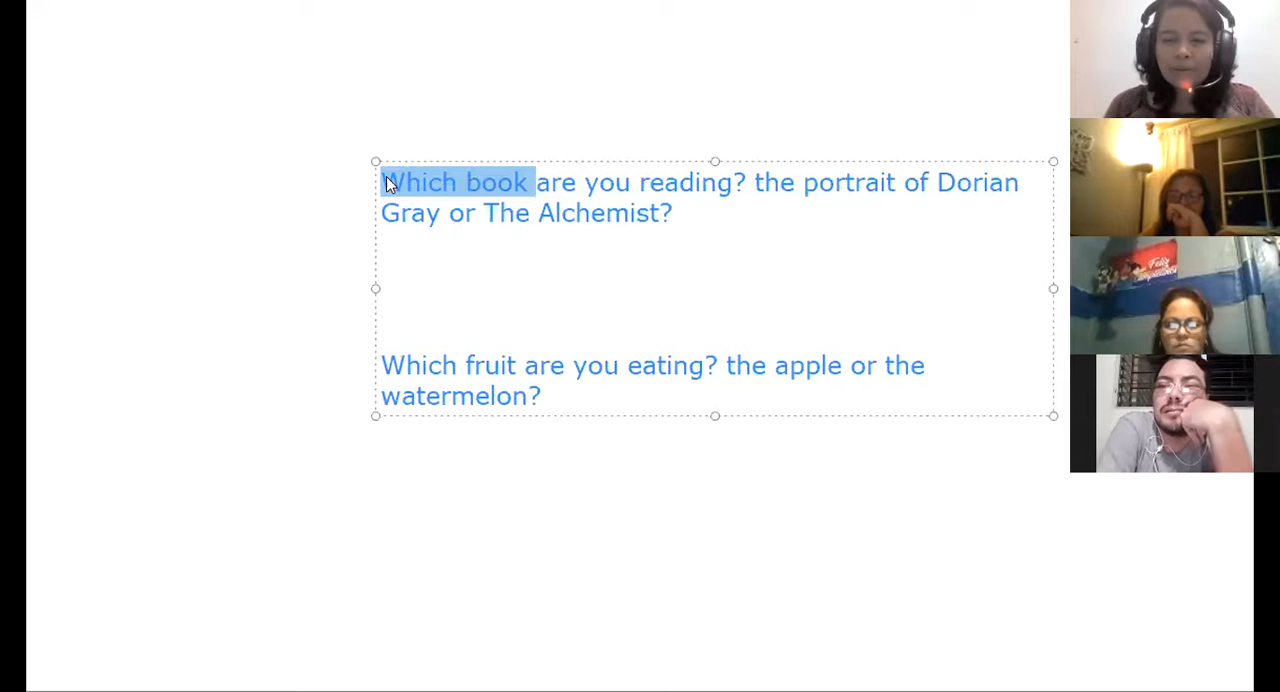 Which book are you reading? the portrait of Dorian
Gray or The Alchemist?
Which fruit are you eating? the apple or the
watermelon?
Feliz